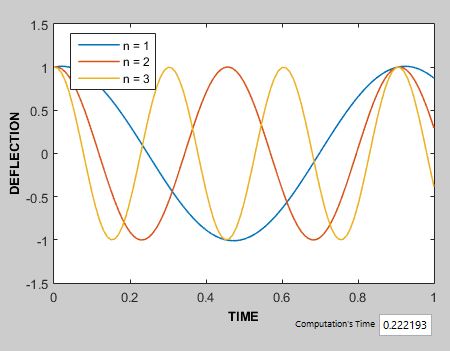 1.5
n = 1
n = 2
n = 3
1
0.5
0
-0.5
-1
-1.5
DEFLECTION
0
0.2
0.4
0.6
0.8
1
TIME
Computation's Time 0.222193